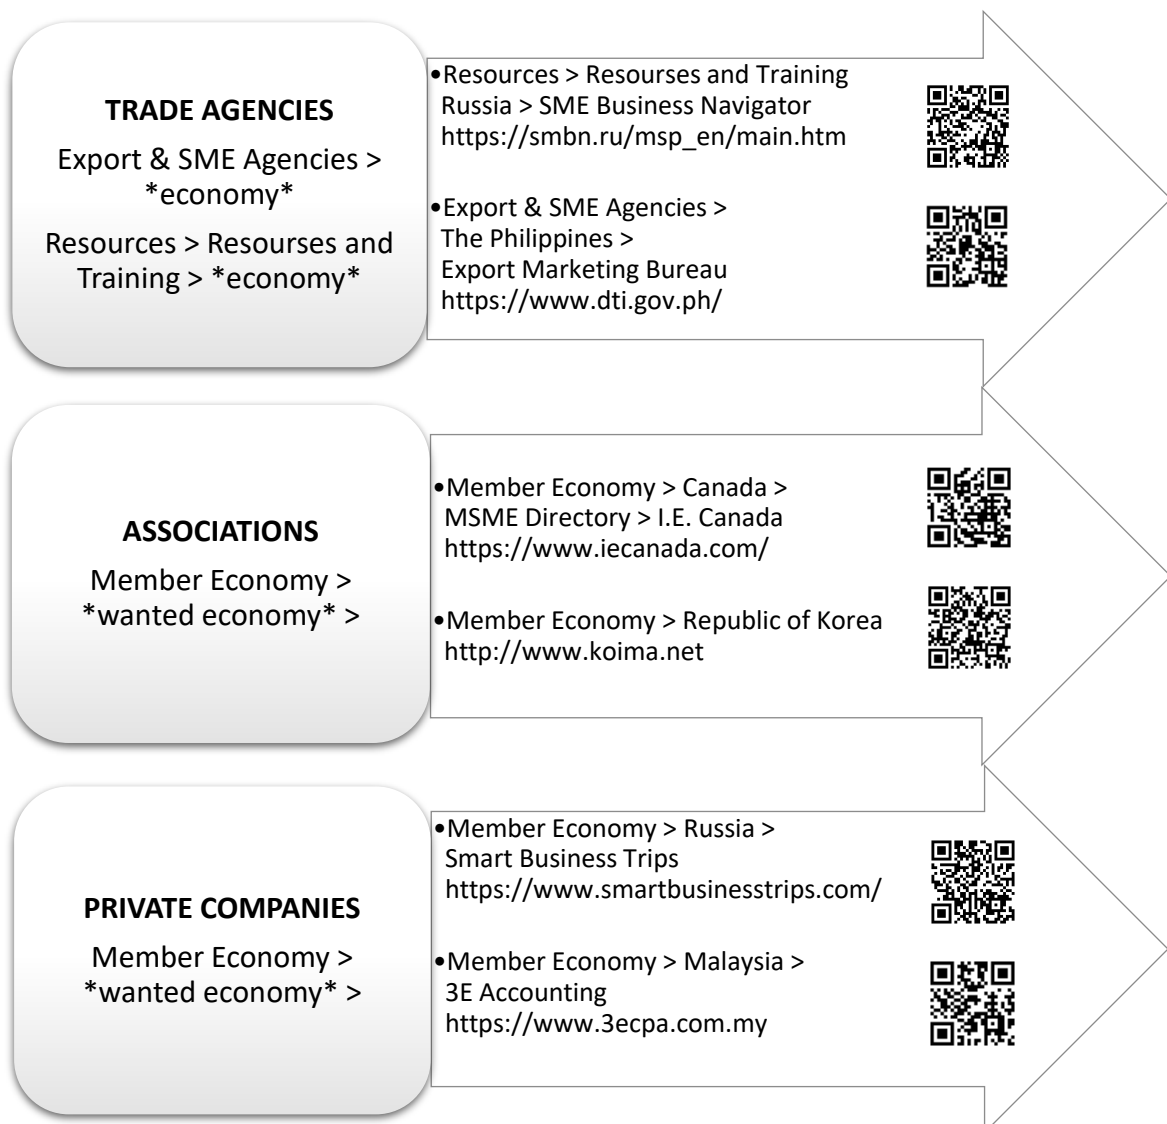 TRADE AGENCIES
Export & SME Agencies >
*economy*
Resources > Resourses and
Training > *economy*
•Resources > Resourses and Training
Russia > SME Business Navigator
https://smbn.ru/msp_en/main.htm
•Export & SME Agencies >
The Philippines >
Export Marketing Bureau
https://www.dti.gov.ph/
ASSOCIATIONS
Member Economy >
*wanted economy* >
•Member Economy > Canada >
MSME Directory > I.E. Canada
https://www.iecanada.com/
•Member Economy > Republic of Korea
http://www.koima.net
PRIVATE COMPANIES
Member Economy >
*wanted economy* >
•Member Economy > Russia >
Smart Business Trips
https://www.smartbusinesstrips.com/
•Member Economy > Malaysia >
3E Accounting
https://www.3ecpa.com.my